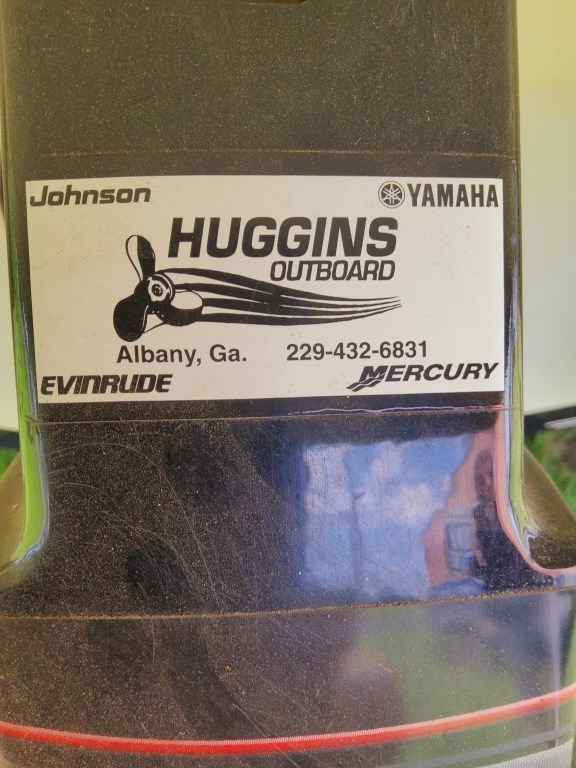 Johnson YAMAHA
HUGGINS
OUTBOARD
Albany, Ga. 229-432-6831
EVINRUDE MERCURY